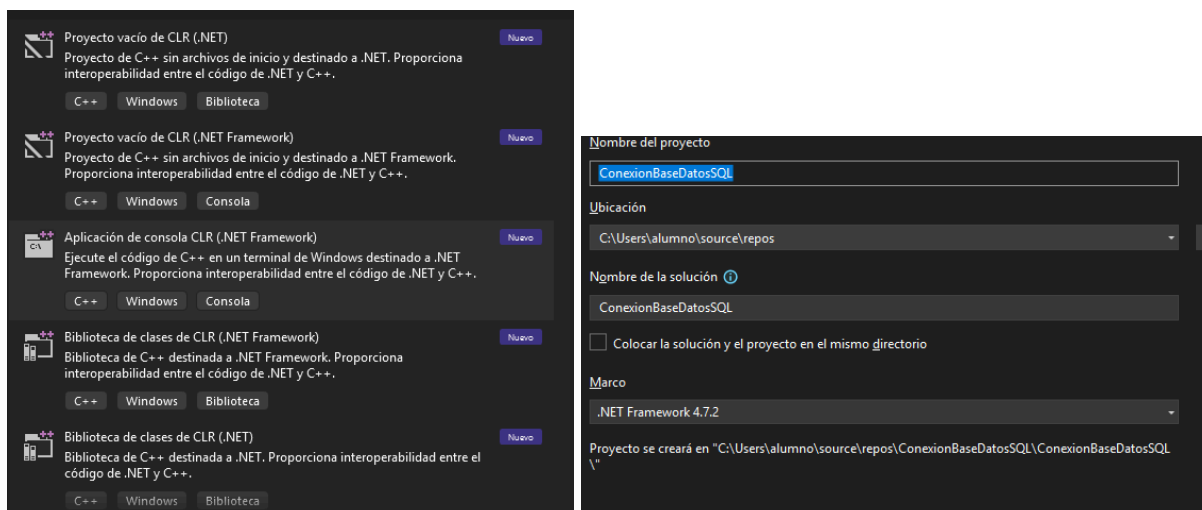 Proyecto vacío de CLR (.NET)
Nuevo
Proyecto de C++ sin archivos de inicio y destinado a .NET. Proporciona
interoperabilidad entre el código de .NET y C++.
C++ Windows Biblioteca
Proyecto vacío de CLR (.NET Framework)
Nuevo
Proyecto de C++ sin archivos de inicio y destinado a .NET Framework.
Proporciona interoperabilidad entre el código de .NET y C++.
C++ Windows Consola
Aplicación de consola CLR (.NET Framework)
Nuevo
Ejecute el código de C++ en un terminal de Windows destinado a .NET
Framework. Proporciona interoperabilidad entre el código de .NET y C++.
C++ Windows Consola
Biblioteca de clases de CLR (.NET Framework)
Nuevo
Biblioteca de C++ destinada a .NET Framework. Proporciona
interoperabilidad entre el código de .NET y C++.
C++ Windows Biblioteca
Biblioteca de clases de CLR (.NET)
Nuevo
Biblioteca de C++ destinada a .NET. Proporciona interoperabilidad entre el
código de .NET y C++.
C++ Windows Biblioteca
Nombre del proyecto
ConexionBaseDatosSQL
Ubicación
C:\Users\alumno\source\repos
Nombre de la solución
ConexionBaseDatosSQL
Colocar la solución y el proyecto en el mismo directorio
Marco
.NET Framework 4.7.2
Proyecto se creará en "C:\Users\alumno\source\repos\ConexionBaseDatosSQL\ConexionBaseDatosSQL
\"